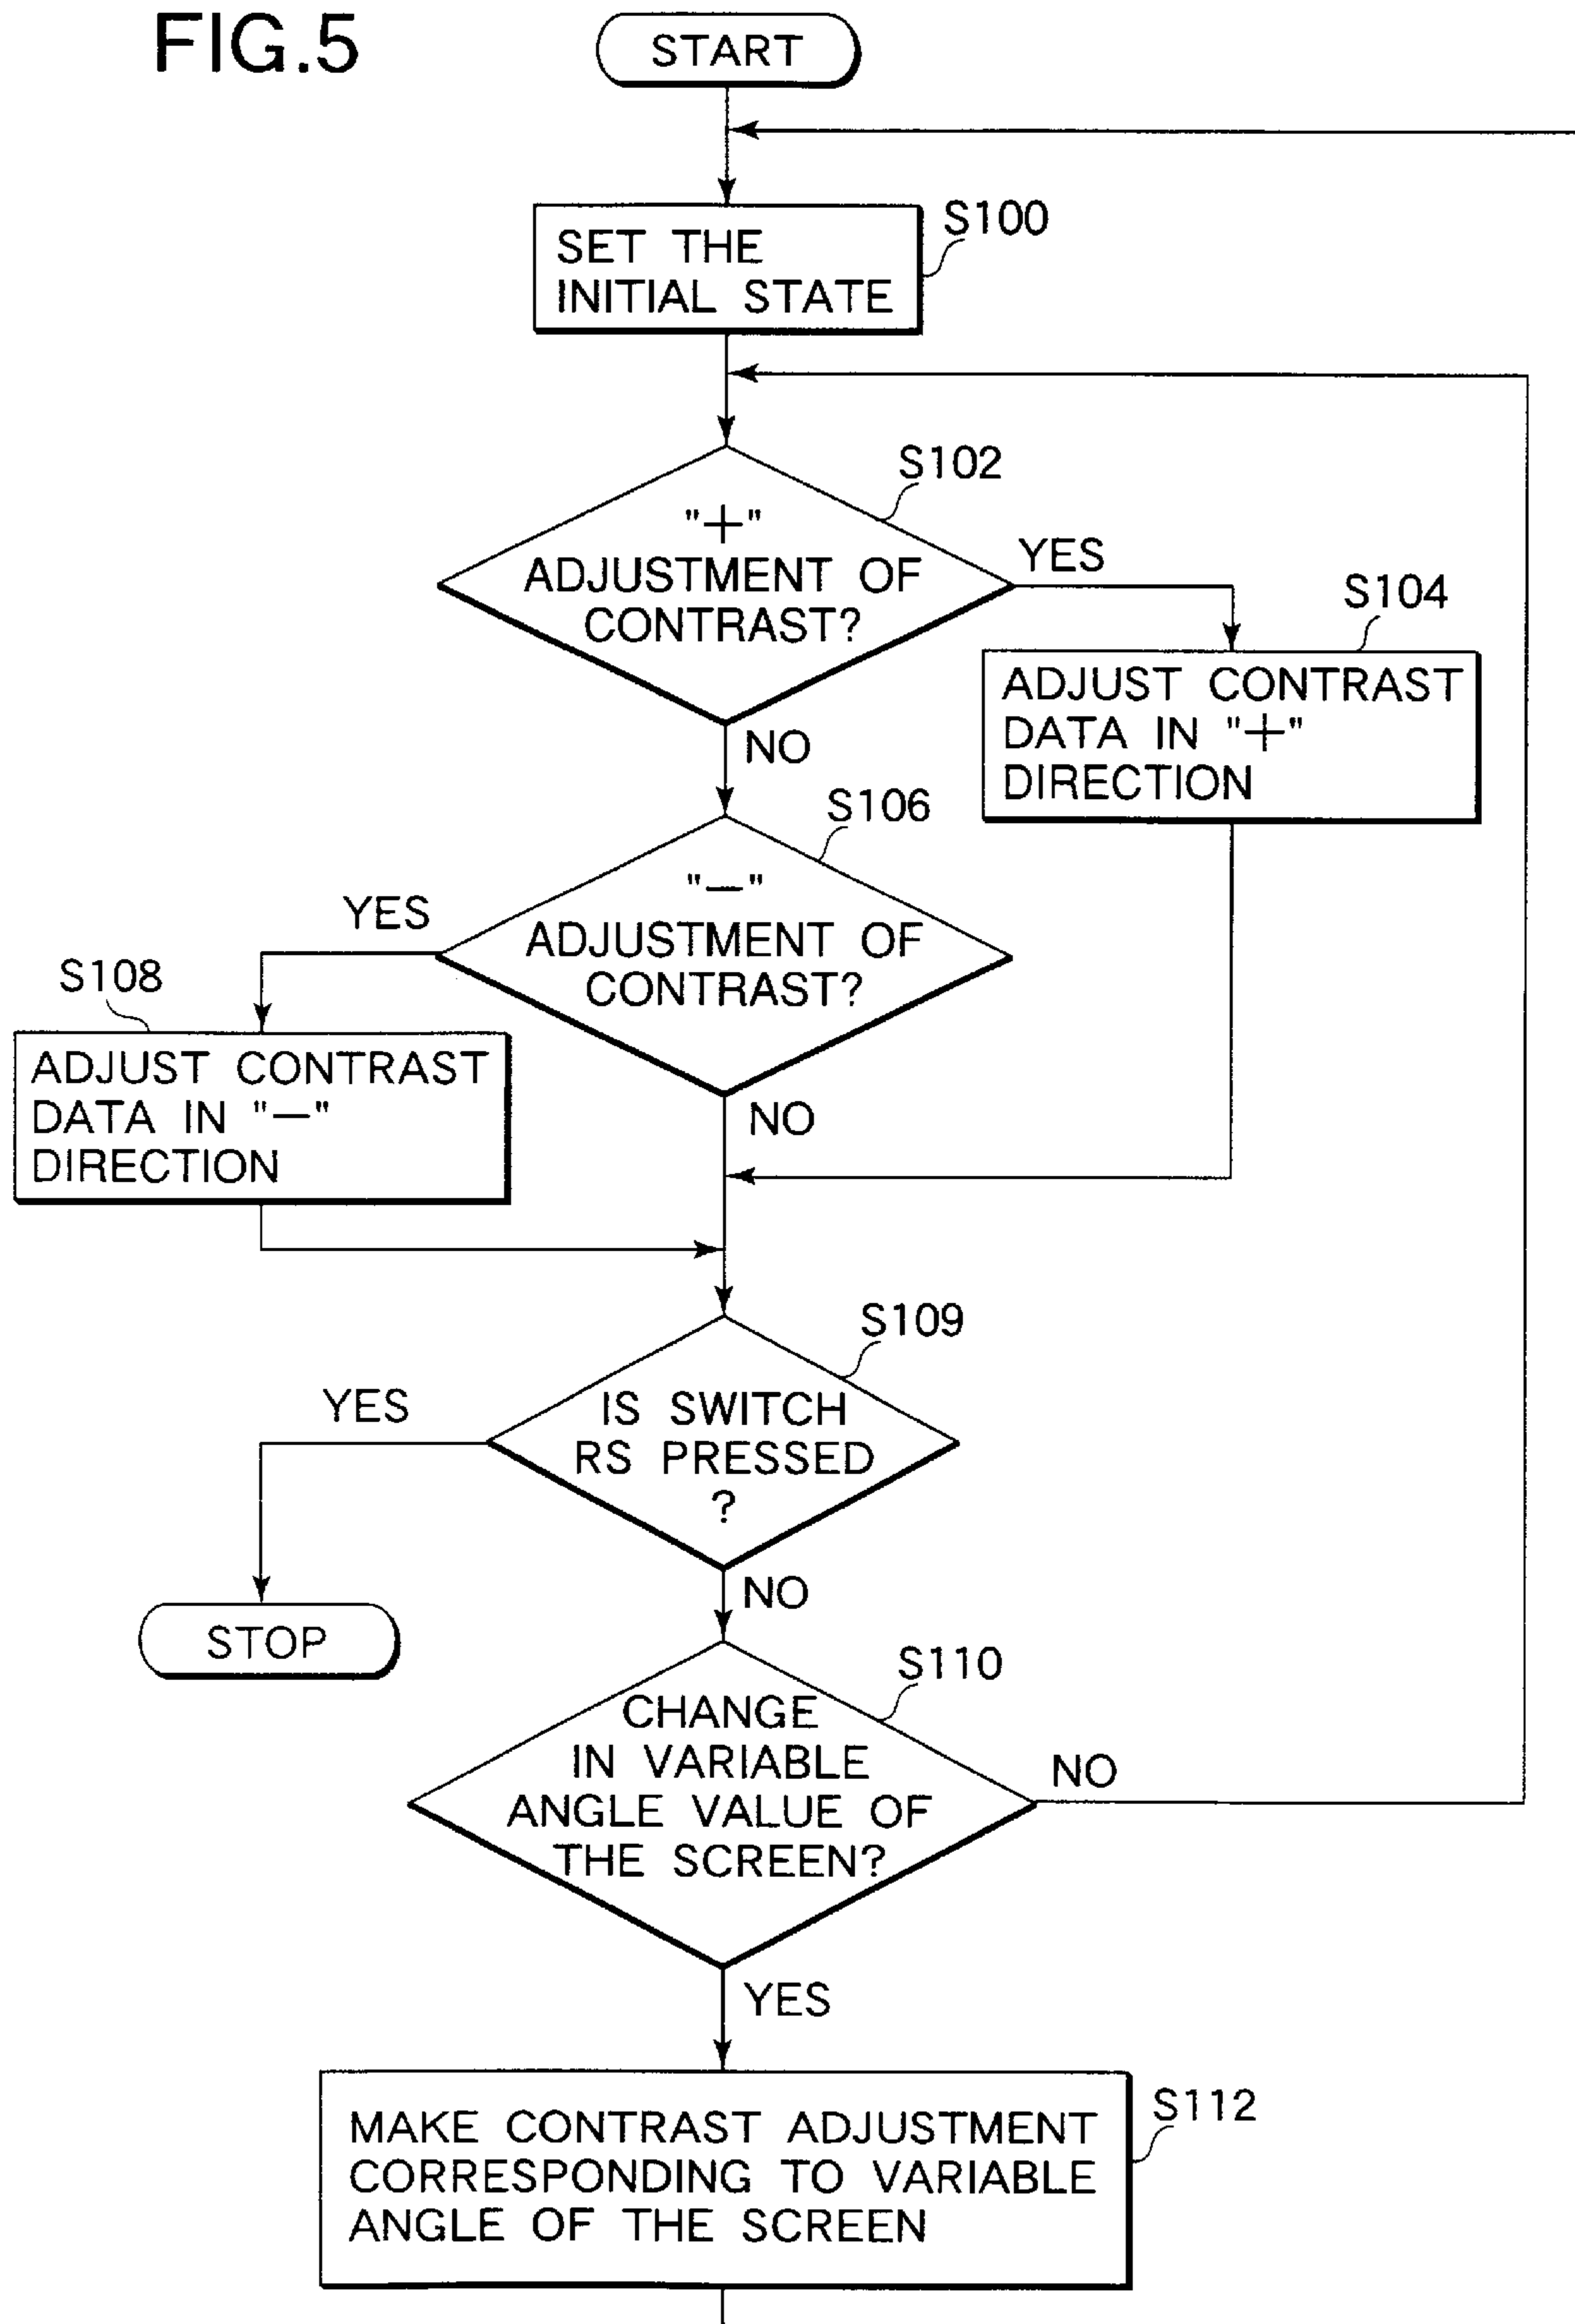 FIG.5
START
S100
SET THE
INITIAL STATE
S102
"+"
ADJUSTMENT OF
CONTRAST?
YES
S104
ADJUST CONTRAST
DATA IN "+"
DIRECTION
NO
S106
"—"
ADJUSTMENT OF
CONTRAST?
YES
S108
ADJUST CONTRAST
DATA IN "—"
DIRECTION
NO
S109
IS SWITCH
RS PRESSED
?
YES
STOP
NO
S110
CHANGE
IN VARIABLE
ANGLE VALUE OF
THE SCREEN?
NO
YES
S112
MAKE CONTRAST ADJUSTMENT
CORRESPONDING TO VARIABLE
ANGLE OF THE SCREEN